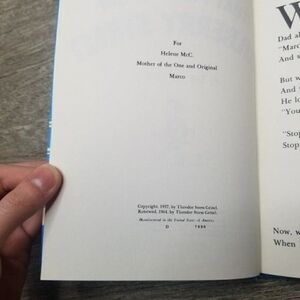 For
Helene McC.
Mother of the One and Original
Marco
Copyright, 1937, by Theodor Seuss Geisel.
Renewed, 1964, by Theodor Seuss Geisel.
Manufactured in the United States of America
D
W
Dad al
"Marc
And s
But w
And "
He lo
"You
"Stop
Stop
Now, w
When